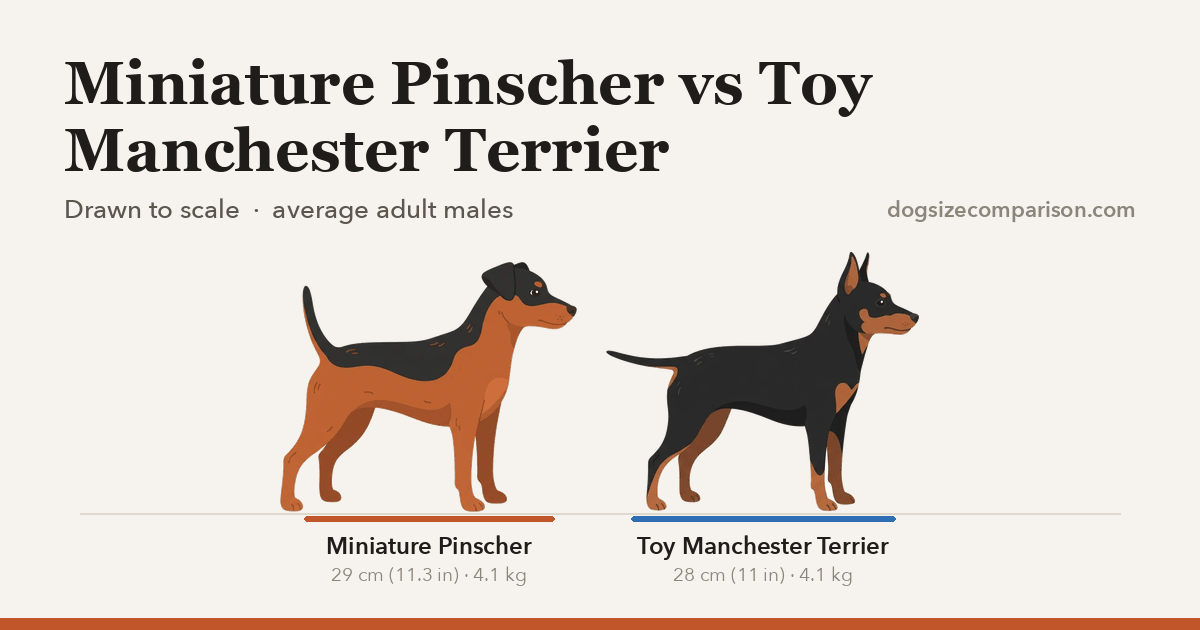 Miniature Pinscher vs Toy
Manchester Terrier
Drawn to scale · average adult males
dogsizecomparison.com
Miniature Pinscher
29 cm (11.3 in) · 4.1 kg
Toy Manchester Terrier
28 cm (11 in) · 4.1 kg